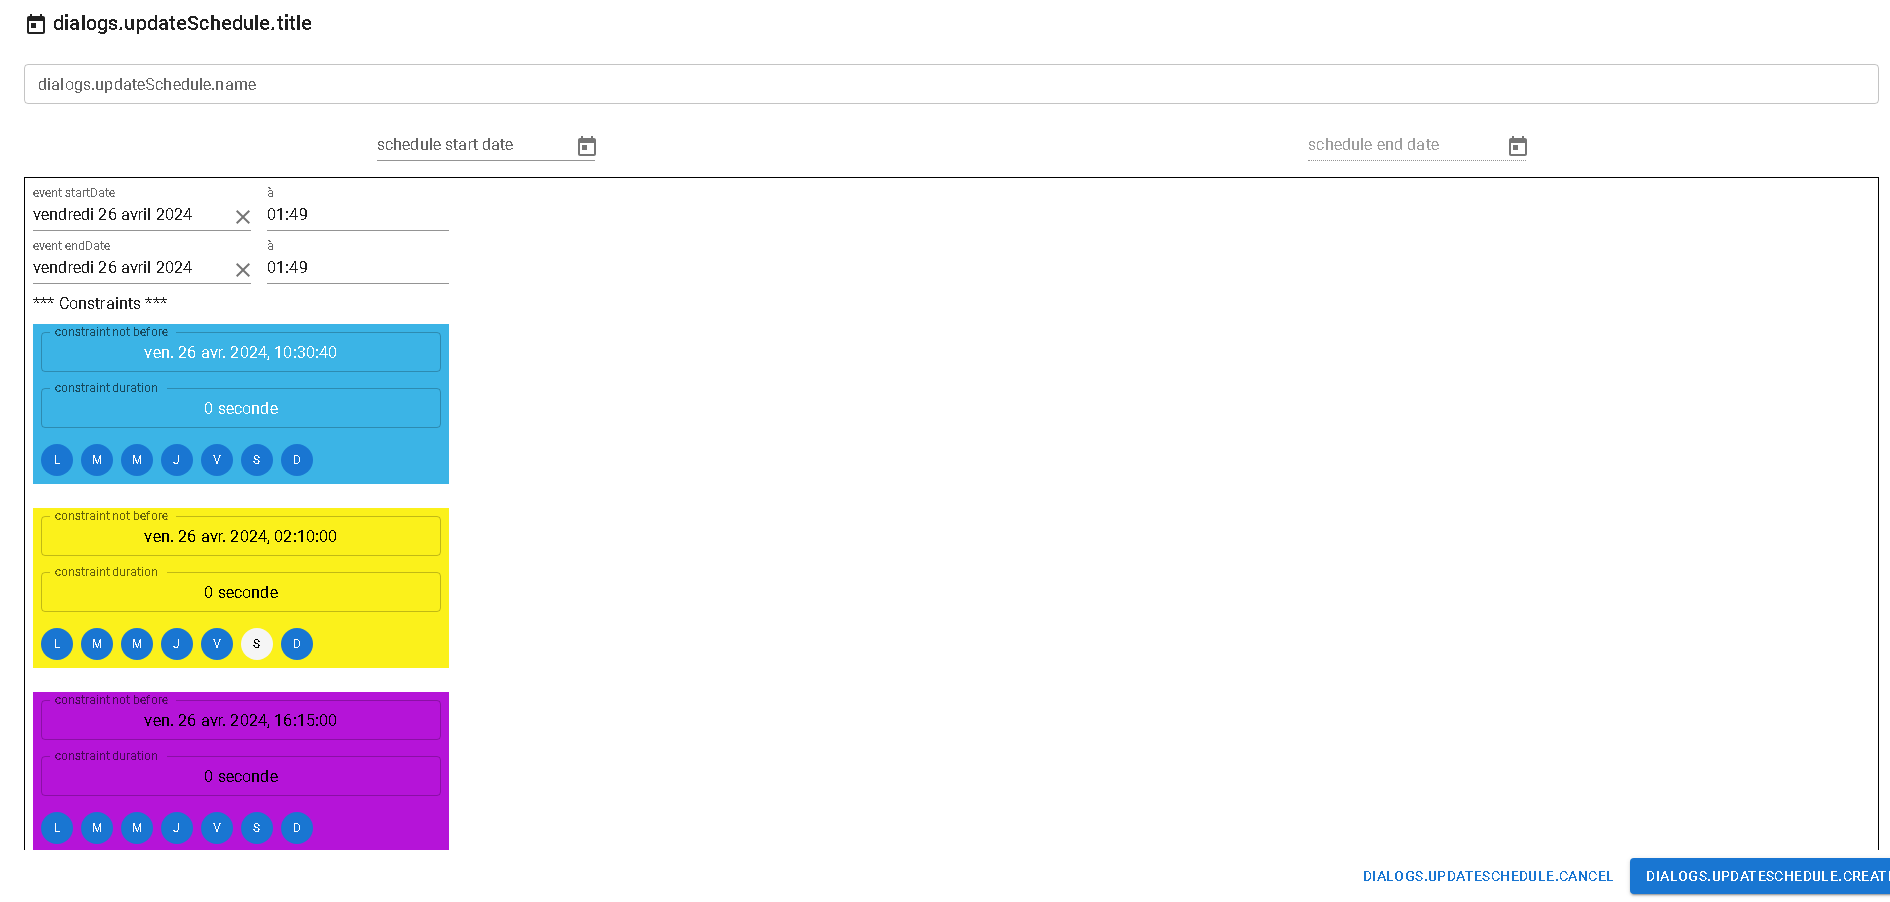 dialogs.updateSchedule.title
dialogs.updateSchedule.name
schedule start date
schedule end date
event startDate
à
vendredi 26 avril 2024
01:49
event endDate
à
vendredi 26 avril 2024
01:49
*** Constraints ***
constraint not before
ven. 26 avr. 2024, 10:30:40
constraint duration
0 seconde
L M M J V S D
constraint not before
ven. 26 avr. 2024, 02:10:00
constraint duration
0 seconde
L M M J V S D
constraint not before
ven. 26 avr. 2024, 16:15:00
constraint duration
0 seconde
L M M J V S D
DIALOGS.UPDATESCHEDULE.CANCEL
DIALOGS.UPDATESCHEDULE.CREAT